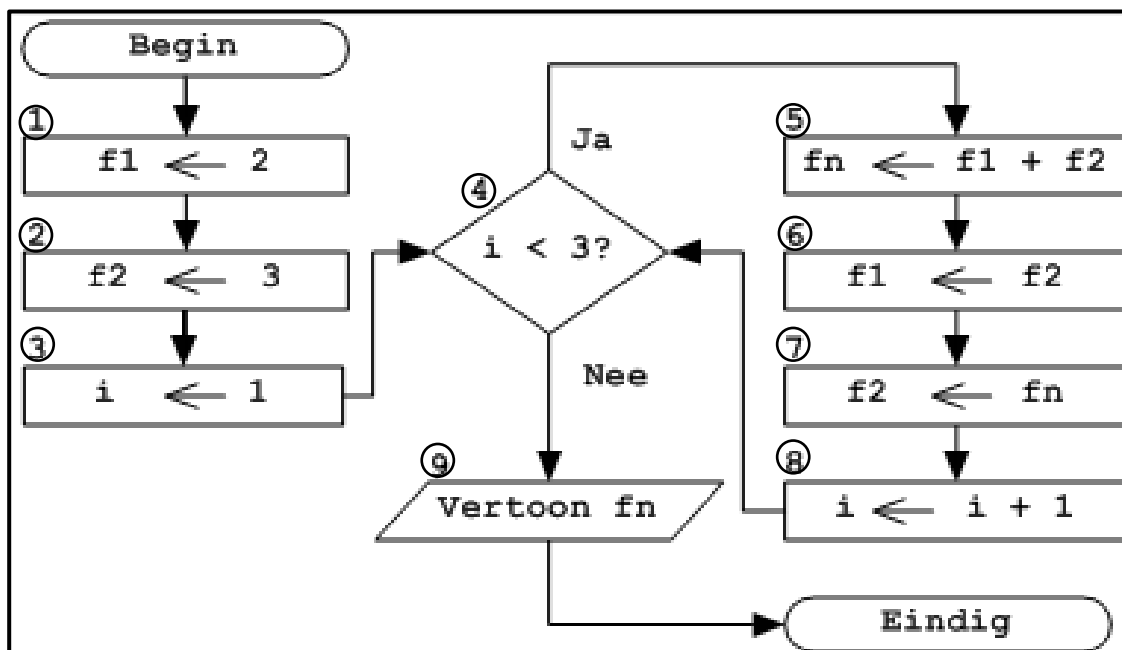 Begin
1
f1 ← 2
2
f2 ← 3
3
i ← 1
4
i < 3?
Ja
Nee
5
fn ← f1 + f2
6
f1 ← f2
7
f2 ← fn
8
i ← i + 1
9
Vertoon fn
Eindig